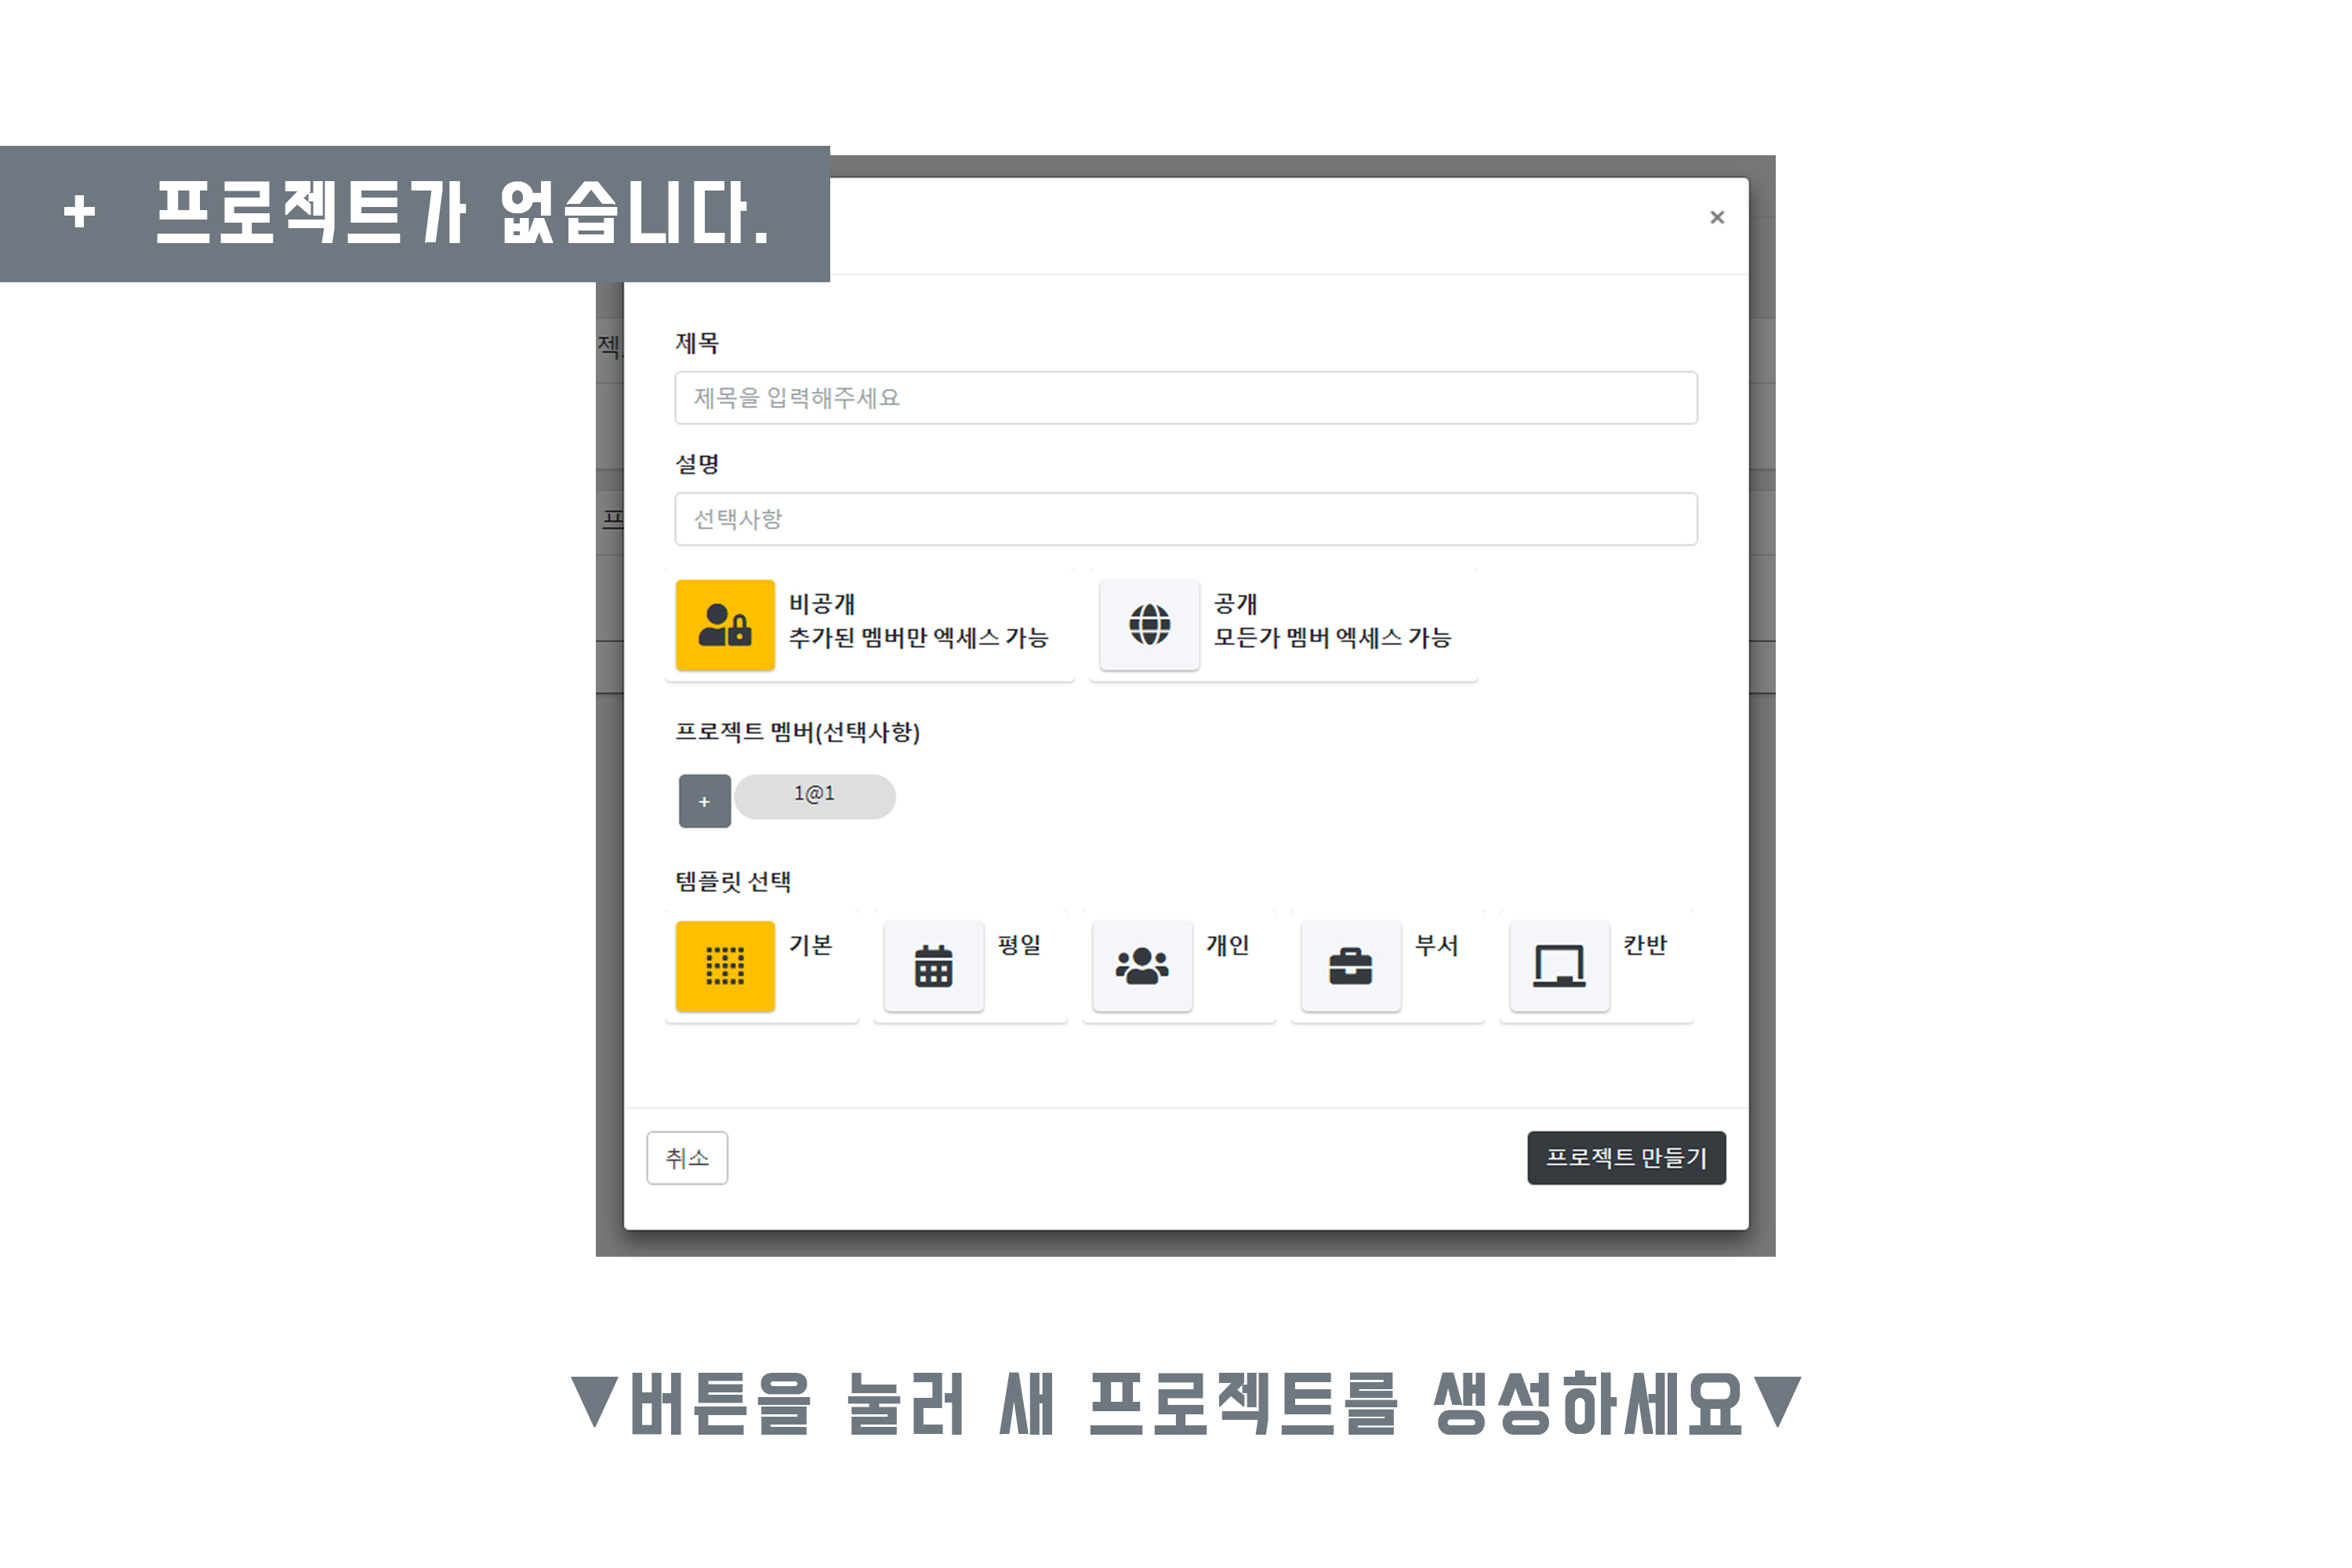 + 프로젝트가 없습니다.
×
젝
제목
제목을 입력해주세요
설명
선택사항
프
비공개
추가된 멤버만 엑세스 가능
공개
모든가 멤버 엑세스 가능
프로젝트 멤버(선택사항)
+ 1@1
템플릿 선택
기본 평일 개인 부서 칸반
취소 프로젝트 만들기
▼버튼을 눌러 새 프로젝트를 생성하세요▼